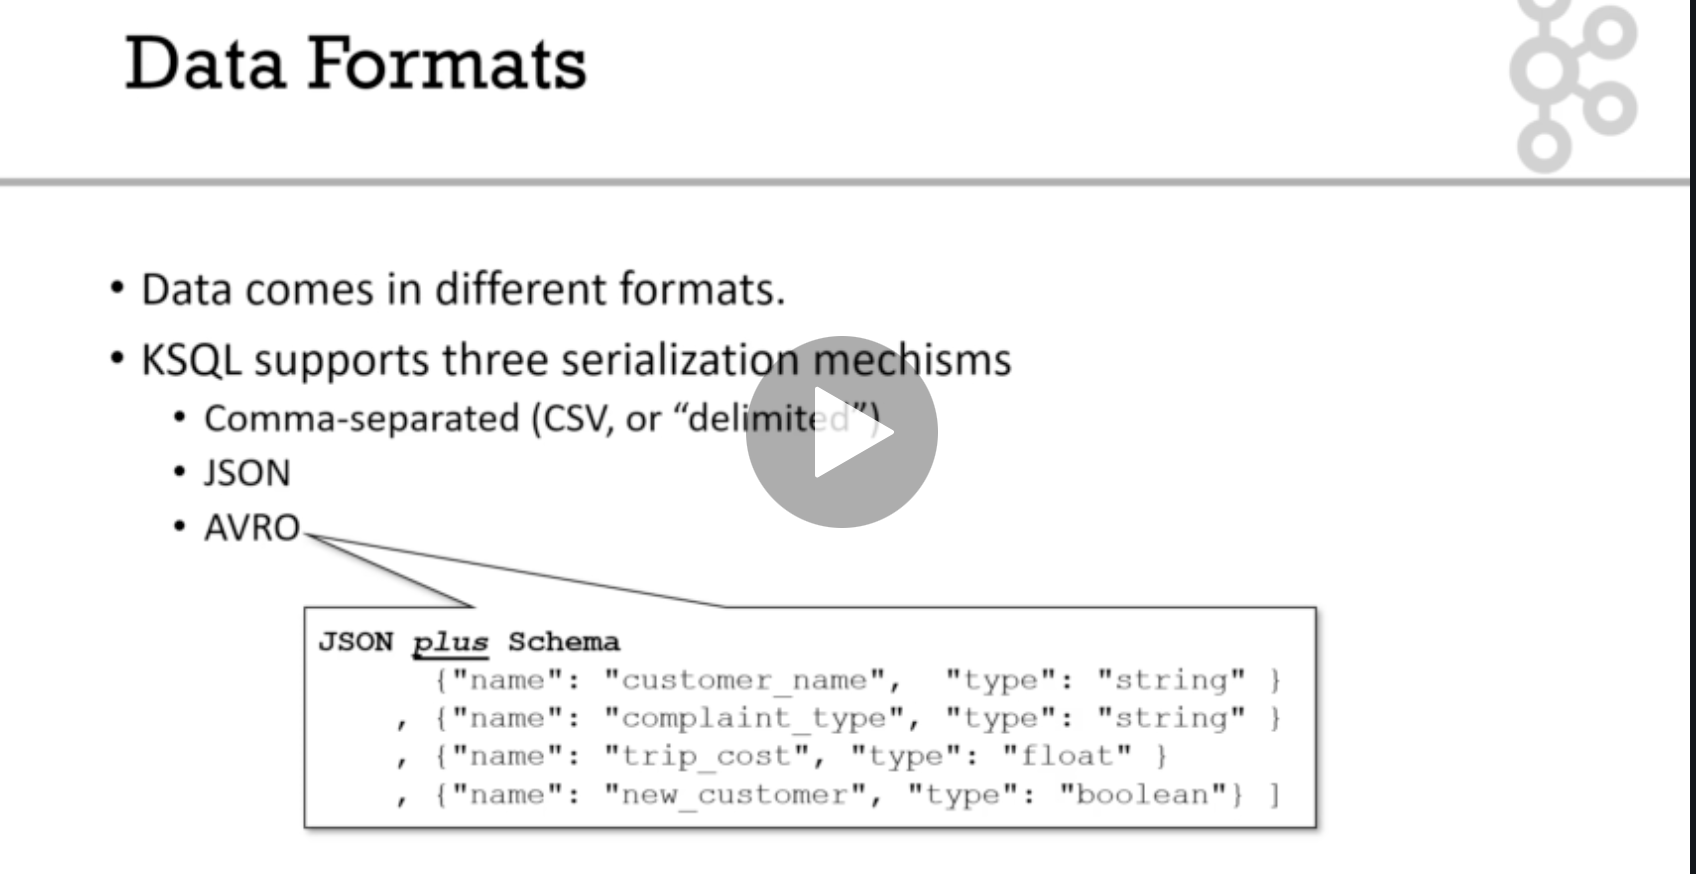 Data Formats
• Data comes in different formats.
• KSQL supports three serialization mechisms
• Comma-separated (CSV, or “delimited”)
• JSON
• AVRO
JSON plus Schema
{"name": "customer_name", "type": "string" }
, {"name": "complaint_type", "type": "string" }
, {"name": "trip_cost", "type": "float" }
, {"name": "new_customer", "type": "boolean"} ]